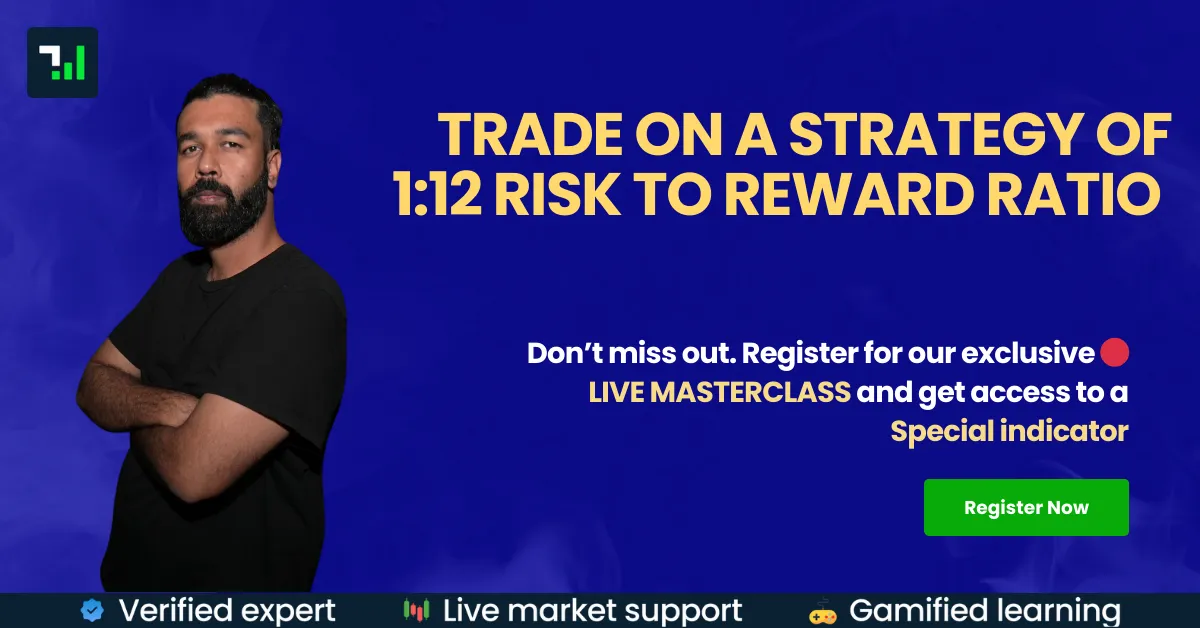 TRADE ON A STRATEGY OF
1:12 RISK TO REWARD RATIO
Don’t miss out. Register for our exclusive 🔴
LIVE MASTERCLASS and get access to a
Special indicator
Register Now
Verified expert
Live market support
Gamified learning